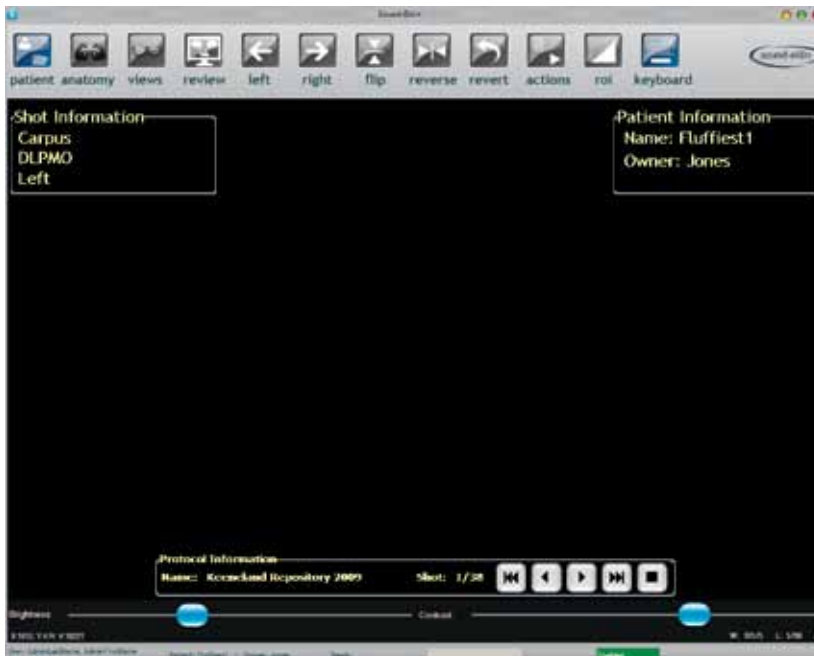 patient anatomy views review left right flip reverse revert actions roi keyboard
Shot Information
Carpus
DLPMO
Left
Patient Information
Name: Fluffiest1
Owner: Jones
Protocol Information
Name: Keeneland Repository 2009 Shot: 1/38
Brightness Contrast